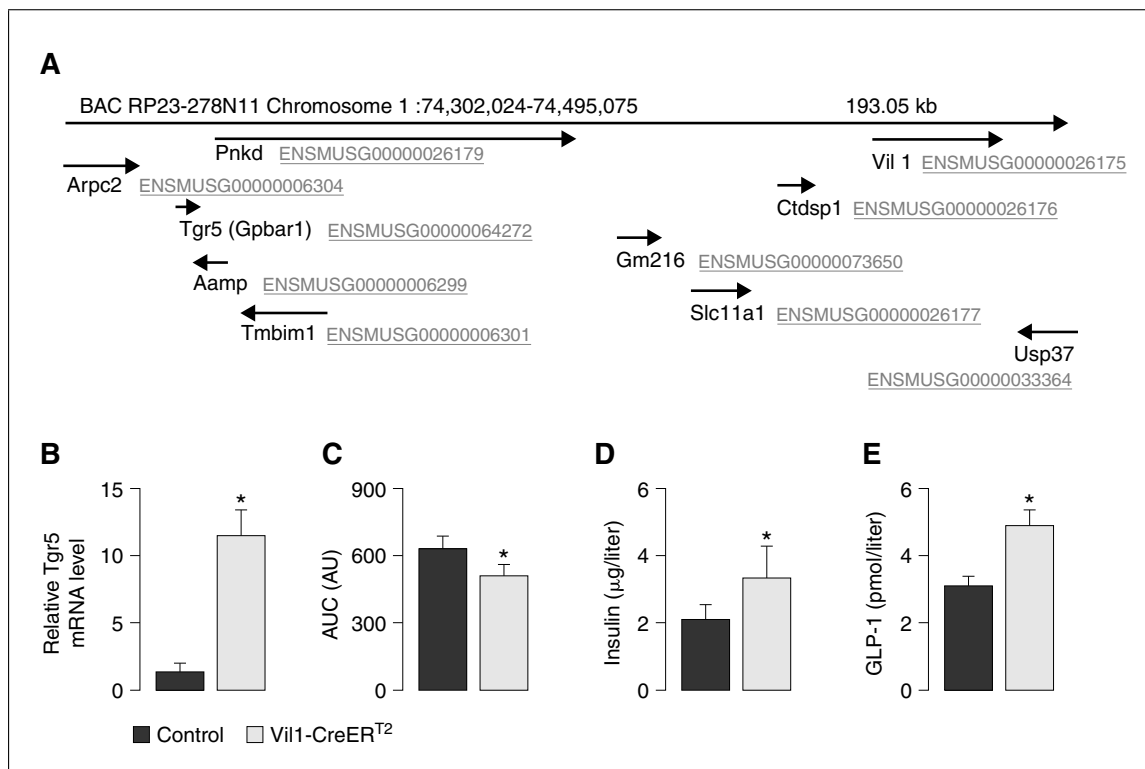 A
BAC RP23-278N11 Chromosome 1 :74,302,024-74,495,075 193.05 kb
Pnkd ENSMUSG00000026179
Vil 1 ENSMUSG00000026175
Arpc2 ENSMUSG00000006304
Ctdsp1 ENSMUSG00000026176
Tgr5 (Gpbar1) ENSMUSG00000064272
Gm216 ENSMUSG00000073650
Aamp ENSMUSG00000006299
Slc11a1 ENSMUSG00000026177
Tmbim1 ENSMUSG00000006301
Usp37
ENSMUSG00000033364
B
Relative Tgr5
mRNA level
15
10
5
0
*
C
AUC (AU)
900
600
300
0
*
D
Insulin (μg/liter)
6
4
2
0
*
E
GLP-1 (pmol/liter)
6
4
2
0
*
Control Vil1-CreERT2